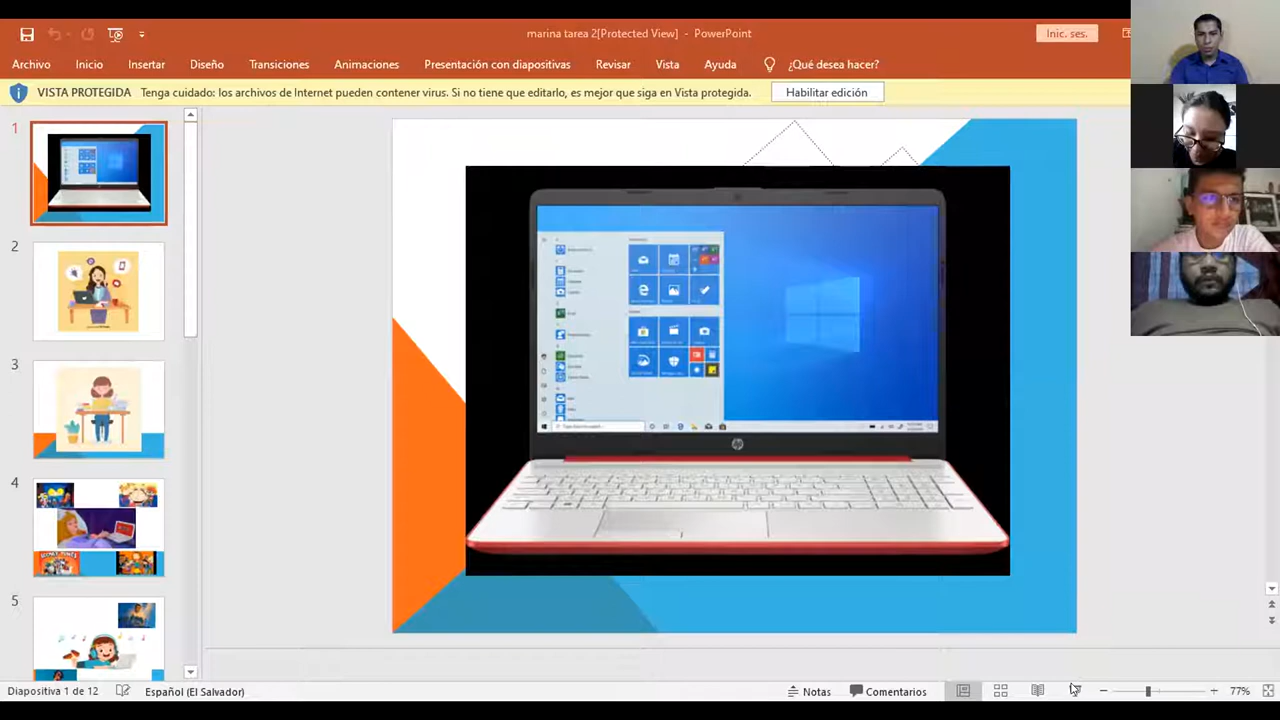 marina tarea 2[Protected View] - PowerPoint
Inic. ses.
Archivo Inicio Insertar Diseño Transiciones Animaciones Presentación con diapositivas Revisar Vista Ayuda ¿Qué desea hacer?
VISTA PROTEGIDA Tenga cuidado: los archivos de Internet pueden contener virus. Si no tiene que editarlo, es mejor que siga en Vista protegida. Habilitar edición
1
2
3
4
5
hp
Diapositiva 1 de 12 Español (El Salvador) Notas Comentarios 77%